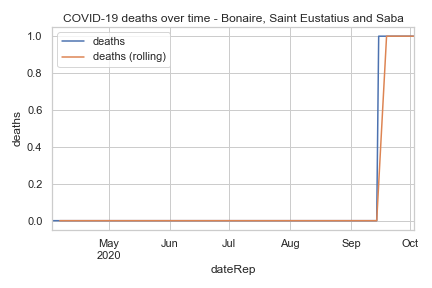 COVID-19 deaths over time - Bonaire, Saint Eustatius and Saba
deaths
deaths (rolling)
1.0
0.8
0.6
0.4
0.2
0.0
deaths
May
2020
Jun
Jul
Aug
Sep
Oct
dateRep